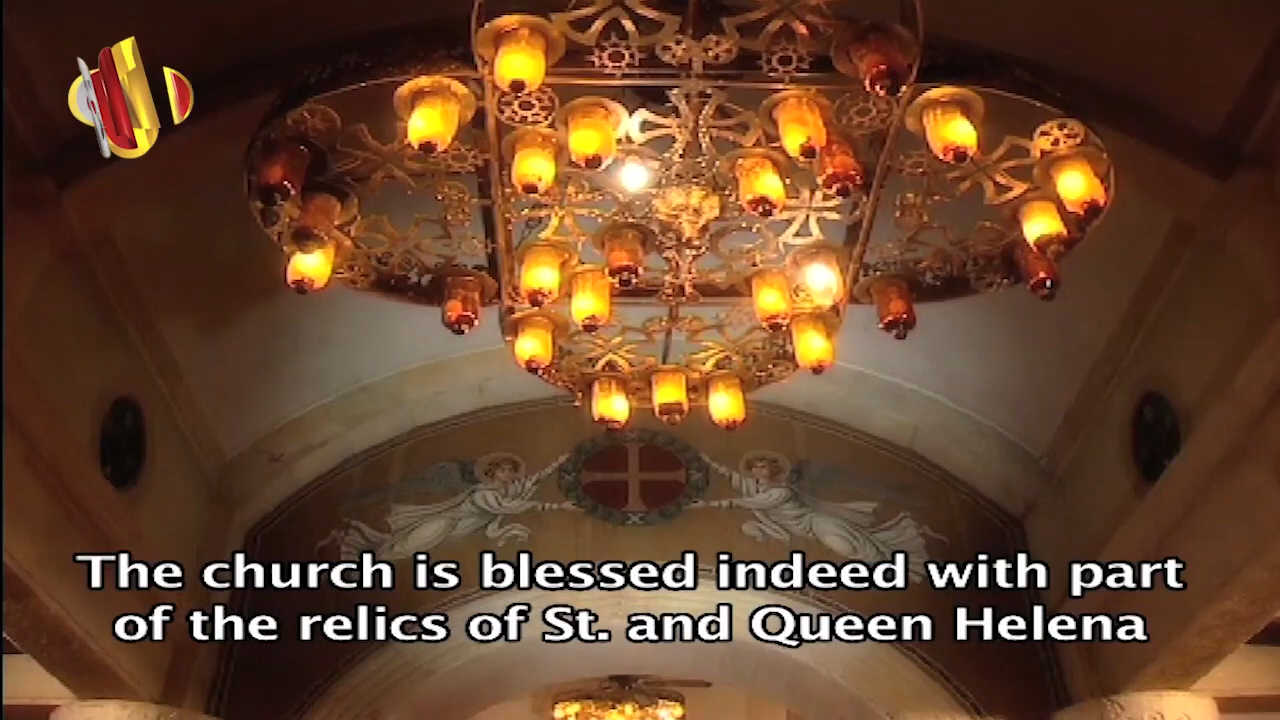 The church is blessed indeed with part
of the relics of St. and Queen Helena